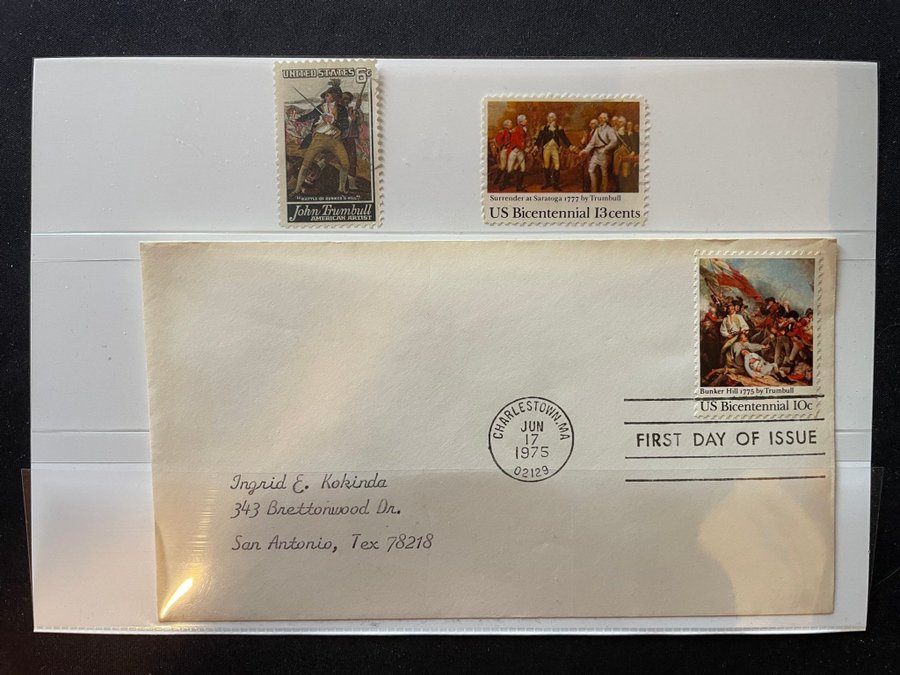 UNITED STATES 6c
"BATTLE OF BUNKER'S HILL"
John Trumbull
AMERICAN ARTIST
Surrender at Saratoga 1777 by Trumbull
US Bicentennial 13cents
Bunker Hill 1775 by Trumbull
US Bicentennial 10c
CHARLESTOWN, MA
JUN
17
1975
02129
FIRST DAY OF ISSUE
Ingrid E. Kokinda
343 Brettonwood Dr.
San Antonio, Tex 78218